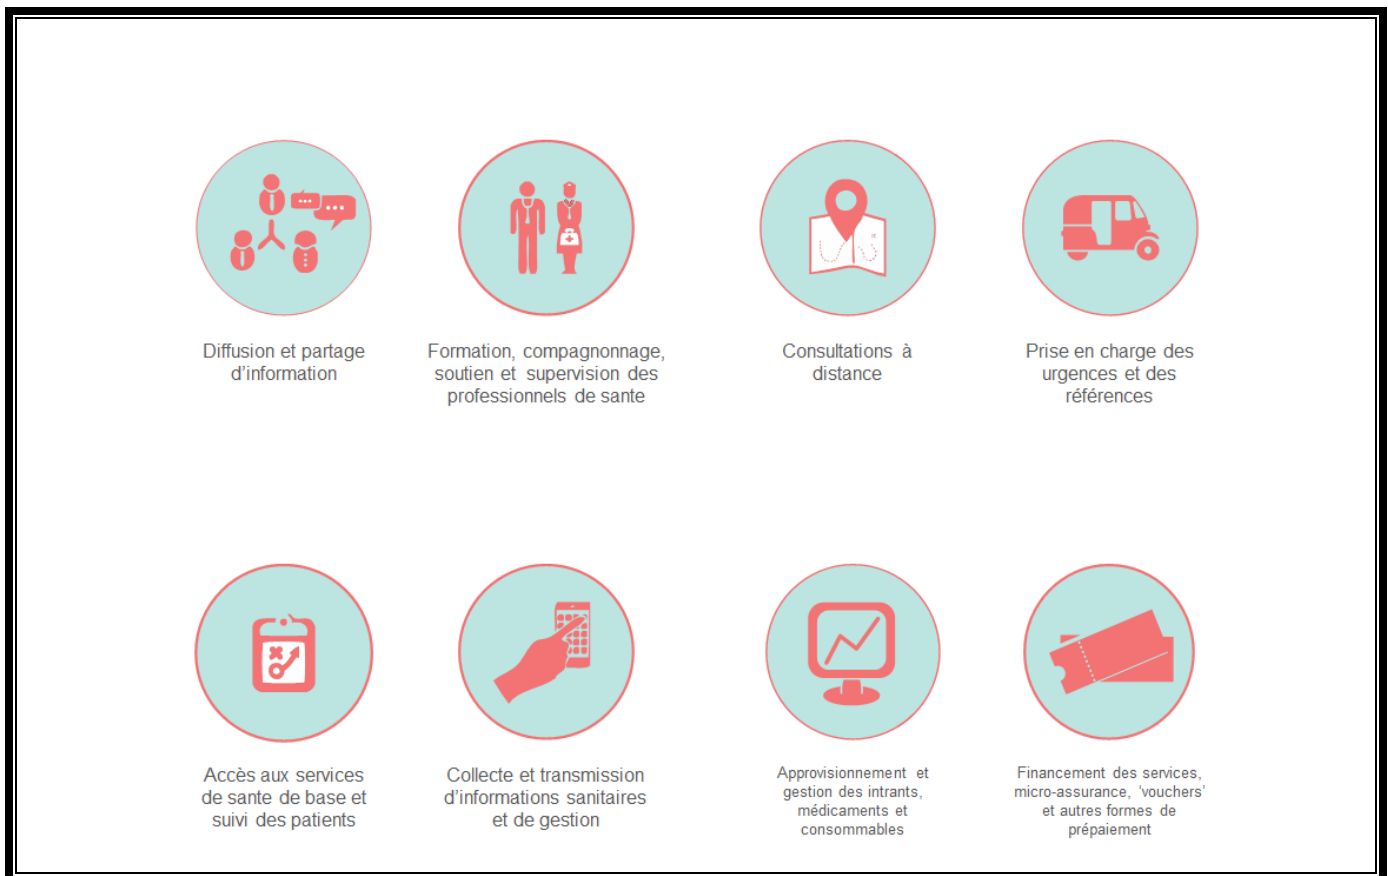 Diffusion et partage
d’information
Formation, compagnonnage,
soutien et supervision des
professionnels de sante
Consultations à
distance
Prise en charge des
urgences et des
références
Accès aux services
de sante de base et
suivi des patients
Collecte et transmission
d’informations sanitaires
et de gestion
Approvisionnement et
gestion des intrants,
médicaments et
consommables
Financement des services,
micro-assurance, ‘vouchers’
et autres formes de
prépaiement